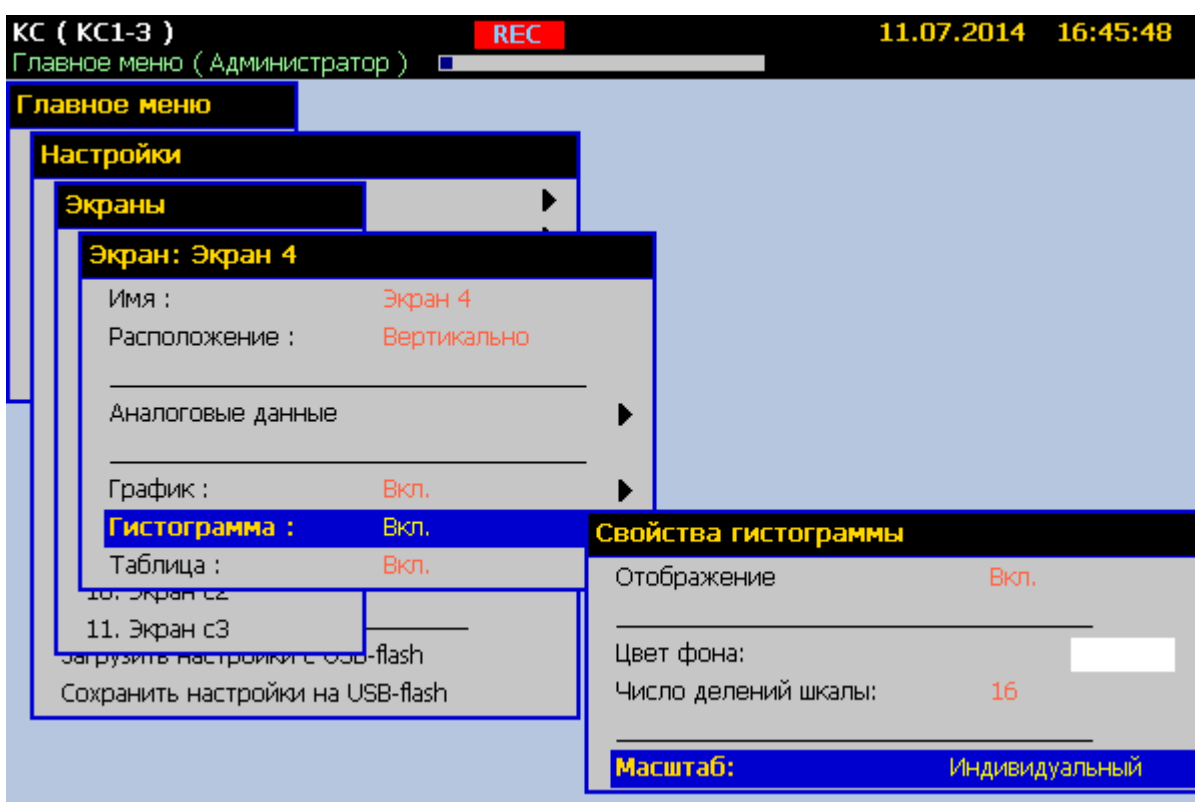 КС ( КС1-3 ) REC 11.07.2014 16:45:48
Главное меню ( Администратор )
Главное меню
Настройки
Экраны
Экран: Экран 4
Имя : Экран 4
Расположение : Вертикально
Аналоговые данные
График : Вкл.
Гистограмма : Вкл.
Свойства гистограммы
Таблица : Вкл.
Отображение Вкл.
10. Экран с2
11. Экран с3
Цвет фона:
Загрузить настройки с USB-flash
Сохранить настройки на USB-flash
Число делений шкалы: 16
Масштаб: Индивидуальный